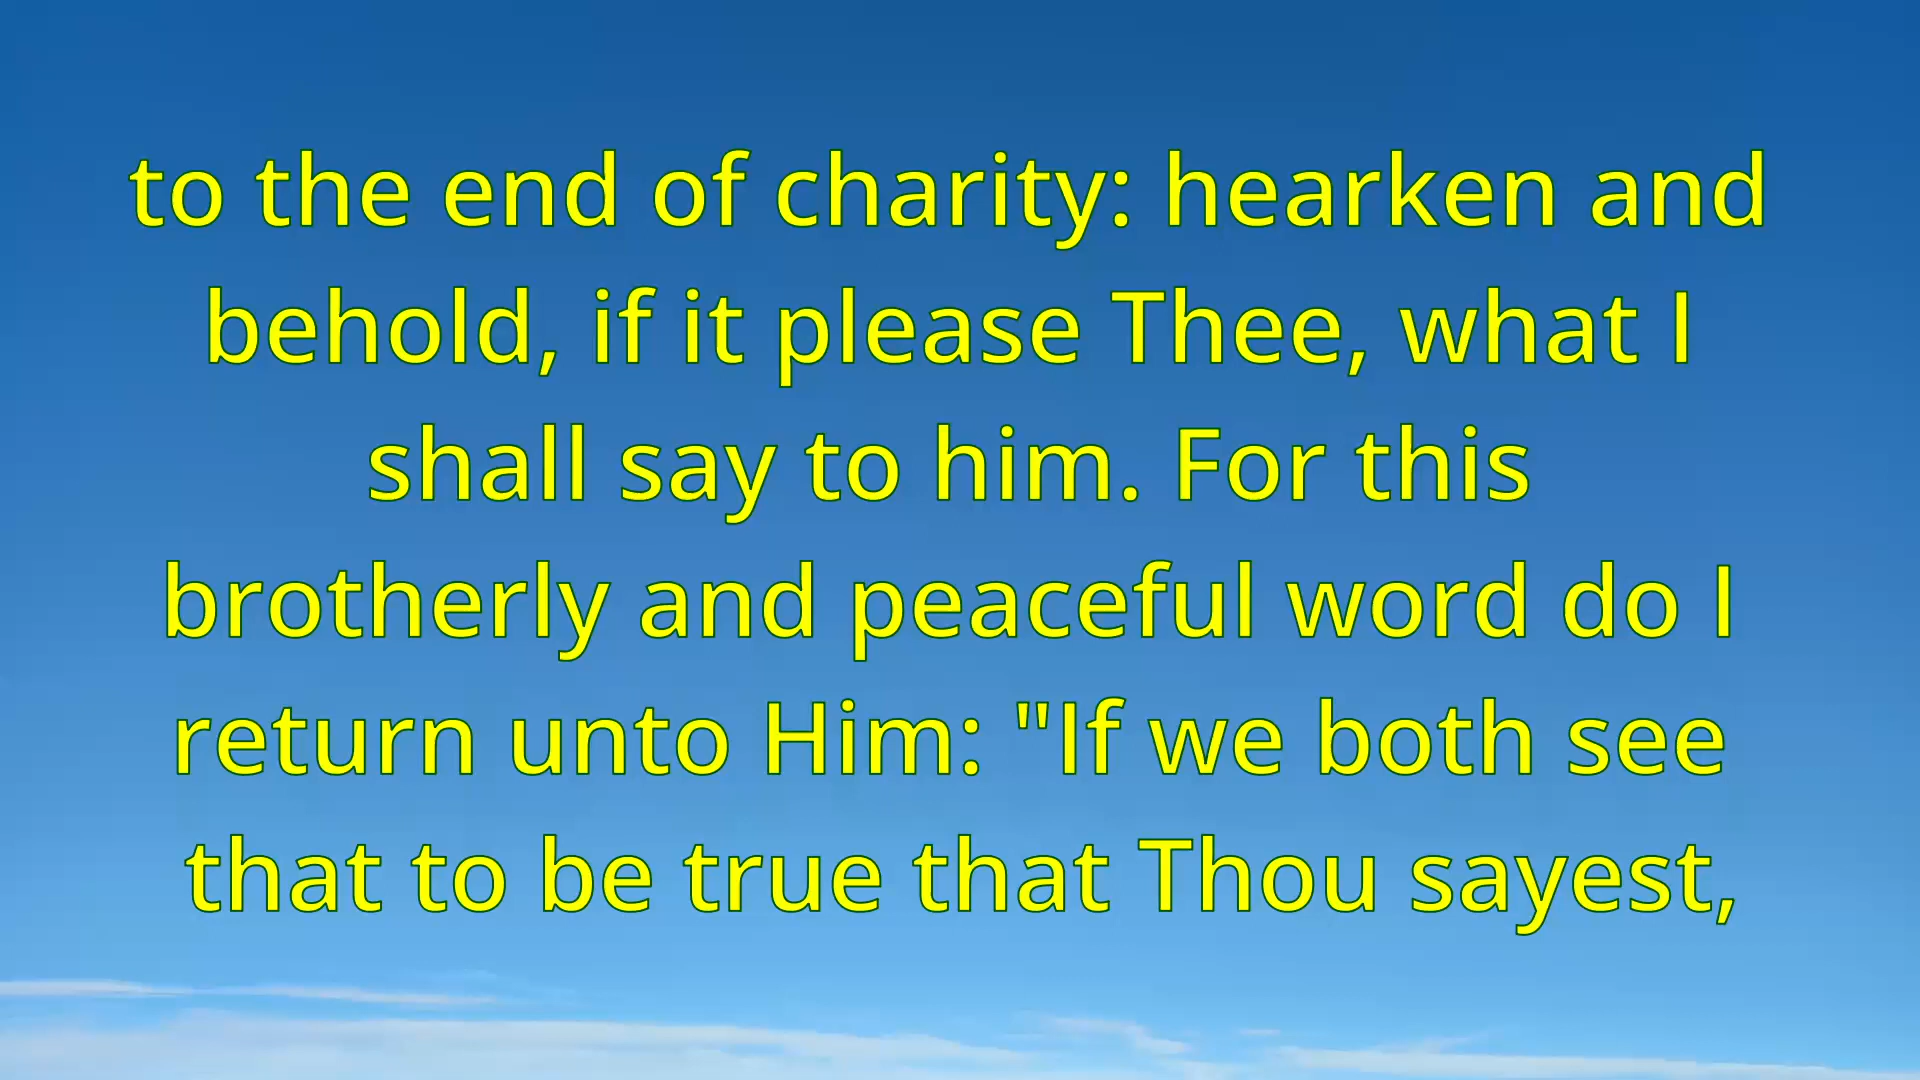 to the end of charity: hearken and
behold, if it please Thee, what I
shall say to him. For this
brotherly and peaceful word do I
return unto Him: "If we both see
that to be true that Thou sayest,